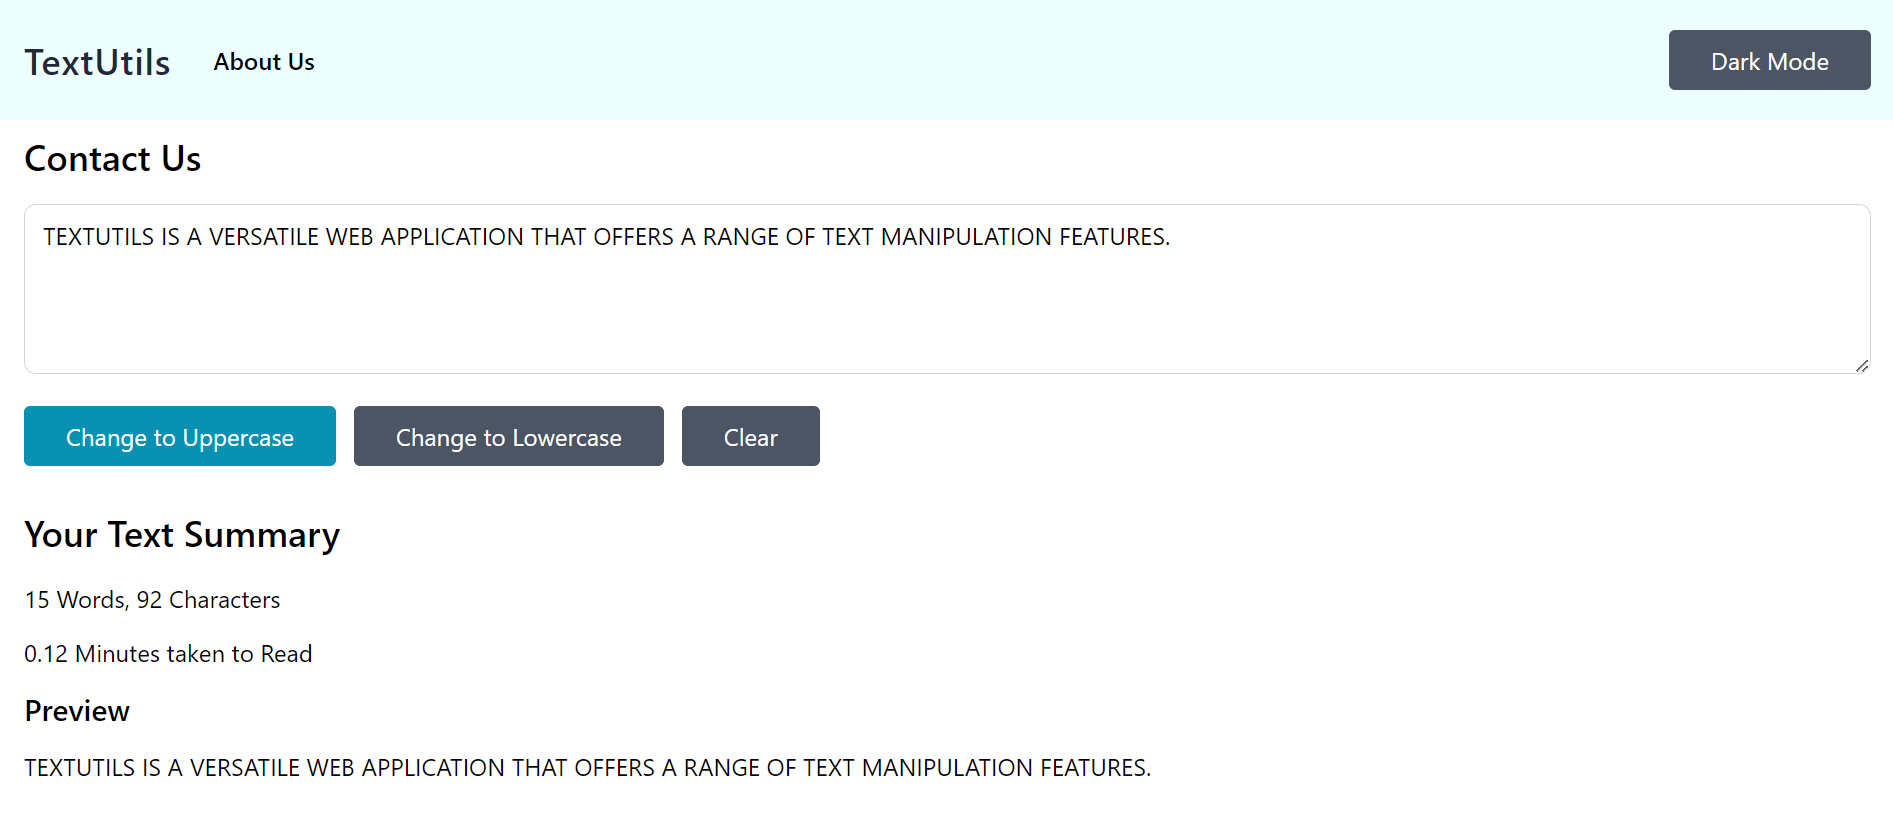 TextUtils About Us Dark Mode
Contact Us
TEXTUTILS IS A VERSATILE WEB APPLICATION THAT OFFERS A RANGE OF TEXT MANIPULATION FEATURES.
Change to Uppercase Change to Lowercase Clear
Your Text Summary
15 Words, 92 Characters
0.12 Minutes taken to Read
Preview
TEXTUTILS IS A VERSATILE WEB APPLICATION THAT OFFERS A RANGE OF TEXT MANIPULATION FEATURES.